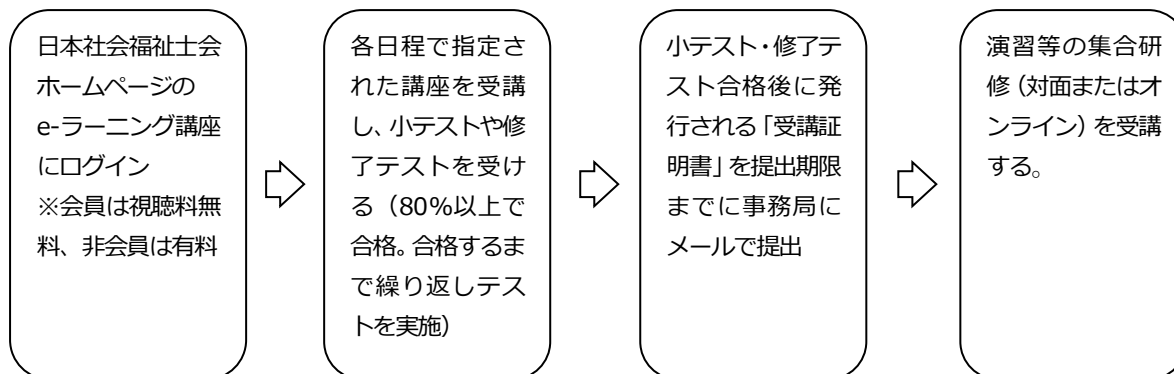 日本社会福祉士会
ホームページの
e-ラーニング講座
にログイン
※会員は視聴料無
料、非会員は有料
各日程で指定され
た講座を受講
し、小テストや修
了テストを受け
る（80%以上で
合格。合格するま
で繰り返しテス
トを実施）
小テスト・修了テ
スト合格後に発
行される「受講証
明書」を提出期限
までに事務局に
メールで提出
演習等の集合研
修（対面またはオ
ンライン）を受講
する。